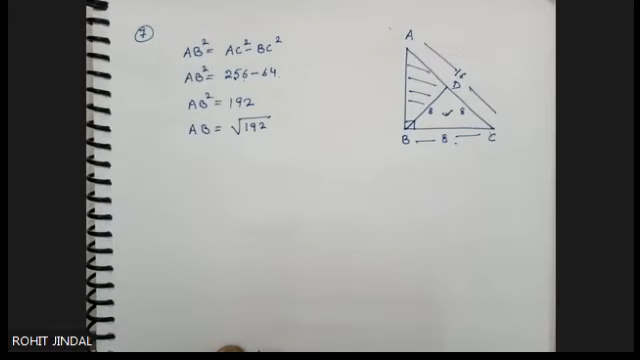 7
AB² = AC² - BC²
AB² = 256 - 64
AB² = 192
AB = √192
A
16
D
8 ✓ 8
B 8 C
ROHIT JINDAL